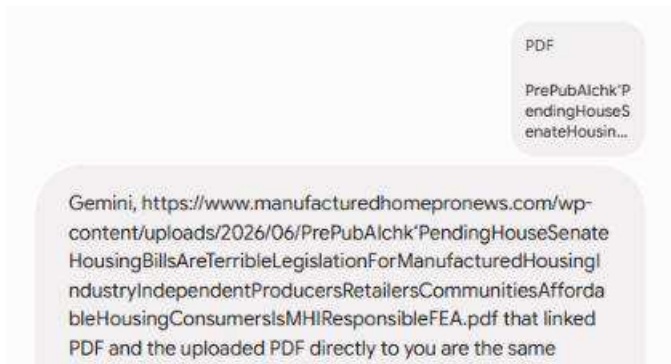 PDF
PrePubAIchk'P
endingHouseS
enateHousin...
Gemini, https://www.manufacturedhomepronews.com/wp-
content/uploads/2026/06/PrePubAIchk'PendingHouseSenate
HousingBillsAreTerribleLegislationForManufacturedHousingI
ndustryIndependentProducersRetailersCommunitiesAfforda
bleHousingConsumersIsMHIResponsibleFEA.pdf that linked
PDF and the uploaded PDF directly to you are the same